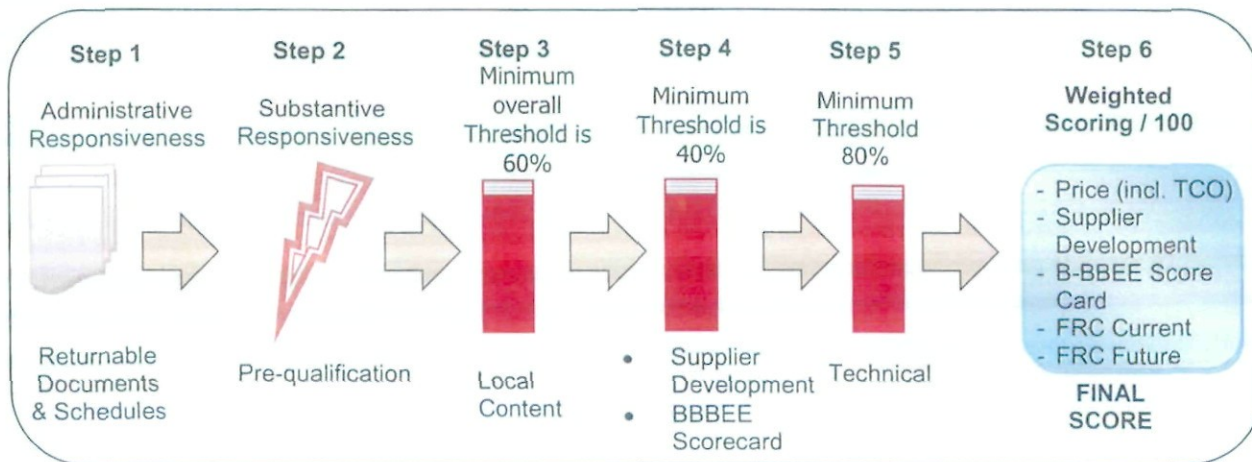 Step 1
Administrative
Responsiveness
Returnable
Documents
& Schedules
Step 2
Substantive
Responsiveness
Pre-qualification
Step 3
Minimum
overall
Threshold is
60%
Local
Content
Step 4
Minimum
Threshold is
40%
• Supplier
Development
• BBBEE
Scorecard
Step 5
Minimum
Threshold
80%
Technical
Step 6
Weighted
Scoring / 100
- Price (incl. TCO)
- Supplier
Development
- B-BBEE Score
Card
- FRC Current
- FRC Future
FINAL
SCORE